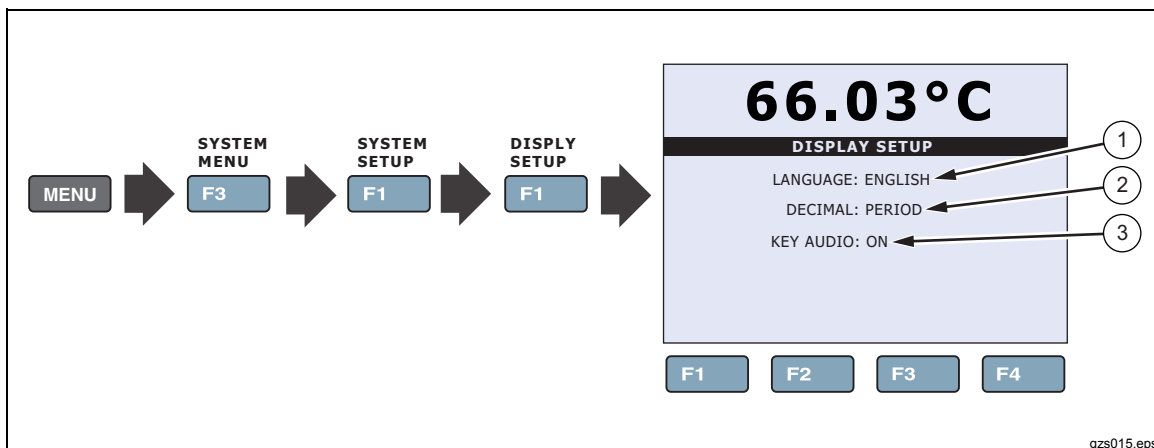 66.03°C
DISPLAY SETUP
LANGUAGE: ENGLISH
DECIMAL: PERIOD
KEY AUDIO: ON
1
2
3
SYSTEM
MENU
SYSTEM
SETUP
DISPLY
SETUP
MENU
F3
F1
F1
F1
F2
F3
F4
gzs015.eps